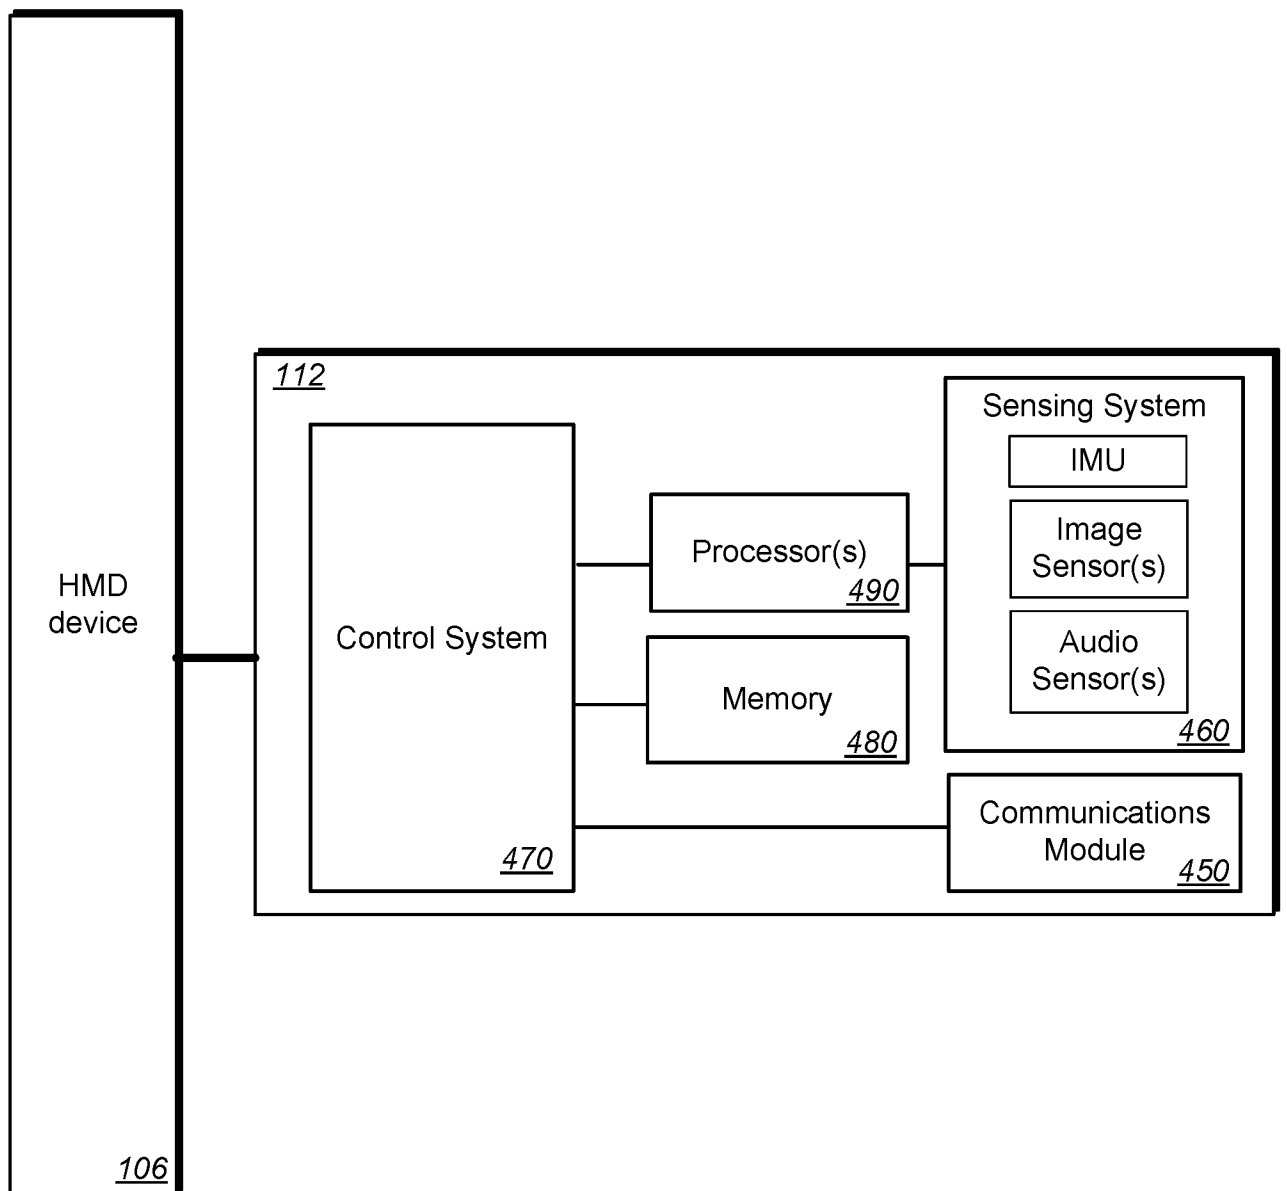 HMD
device
106
112
Control System
470
Processor(s)
490
Memory
480
Sensing System
IMU
Image
Sensor(s)
Audio
Sensor(s)
460
Communications
Module
450